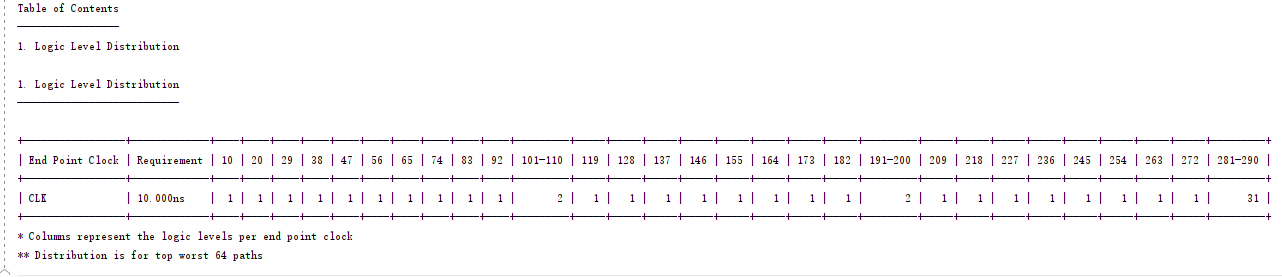 Table of Contents
1. Logic Level Distribution
1. Logic Level Distribution
| End Point Clock | Requirement | 10 | 20 | 29 | 38 | 47 | 56 | 65 | 74 | 83 | 92 | 101-110 | 119 | 128 | 137 | 146 | 155 | 164 | 173 | 182 | 191-200 | 209 | 218 | 227 | 236 | 245 | 254 | 263 | 272 | 281-290 |
| CLK | 10.000ns | 1 | 1 | 1 | 1 | 1 | 1 | 1 | 1 | 1 | 1 | 2 | 1 | 1 | 1 | 1 | 1 | 1 | 1 | 1 | 2 | 1 | 1 | 1 | 1 | 1 | 1 | 1 | 1 | 31 |
* Columns represent the logic levels per end point clock
** Distribution is for top worst 64 paths